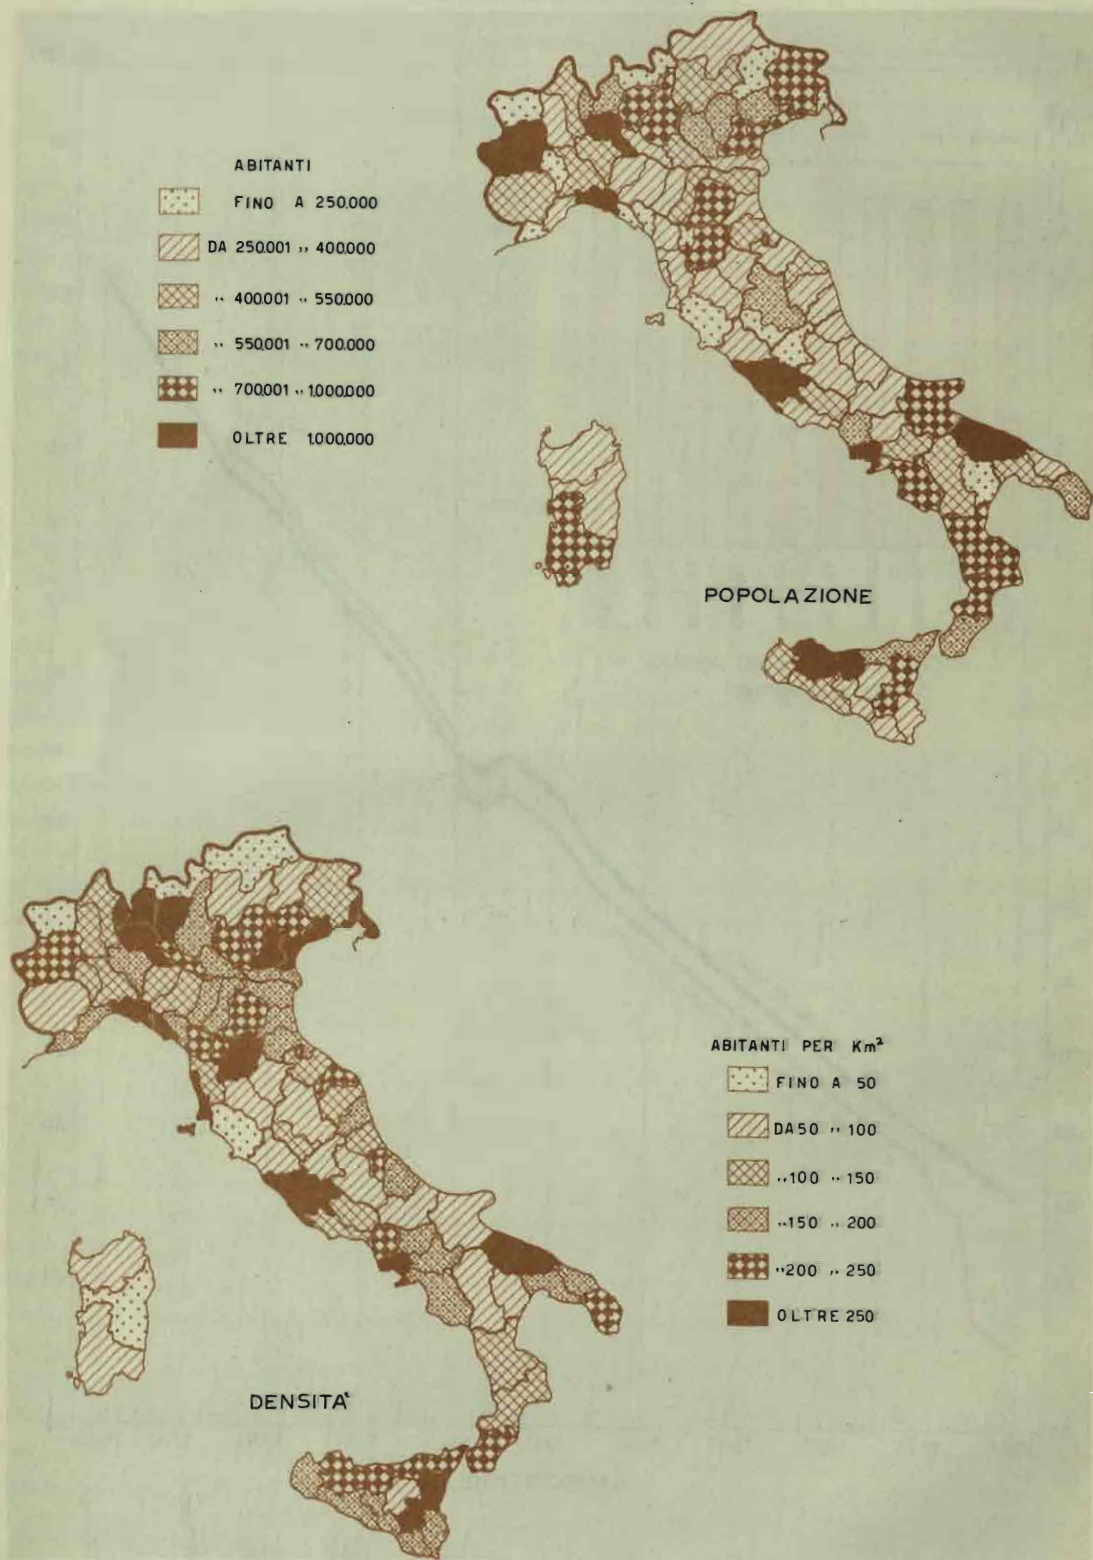 ABITANTI
FINO A 250.000
DA 250.001 ,, 400.000
,, 400.001 ,, 550.000
,, 550.001 ,, 700.000
,, 700.001 ,, 1.000.000
OLTRE 1.000.000
POPOLAZIONE
ABITANTI PER Km²
FINO A 50
DA 50 ,, 100
,, 100 ,, 150
,, 150 ,, 200
,, 200 ,, 250
OLTRE 250
DENSITA'